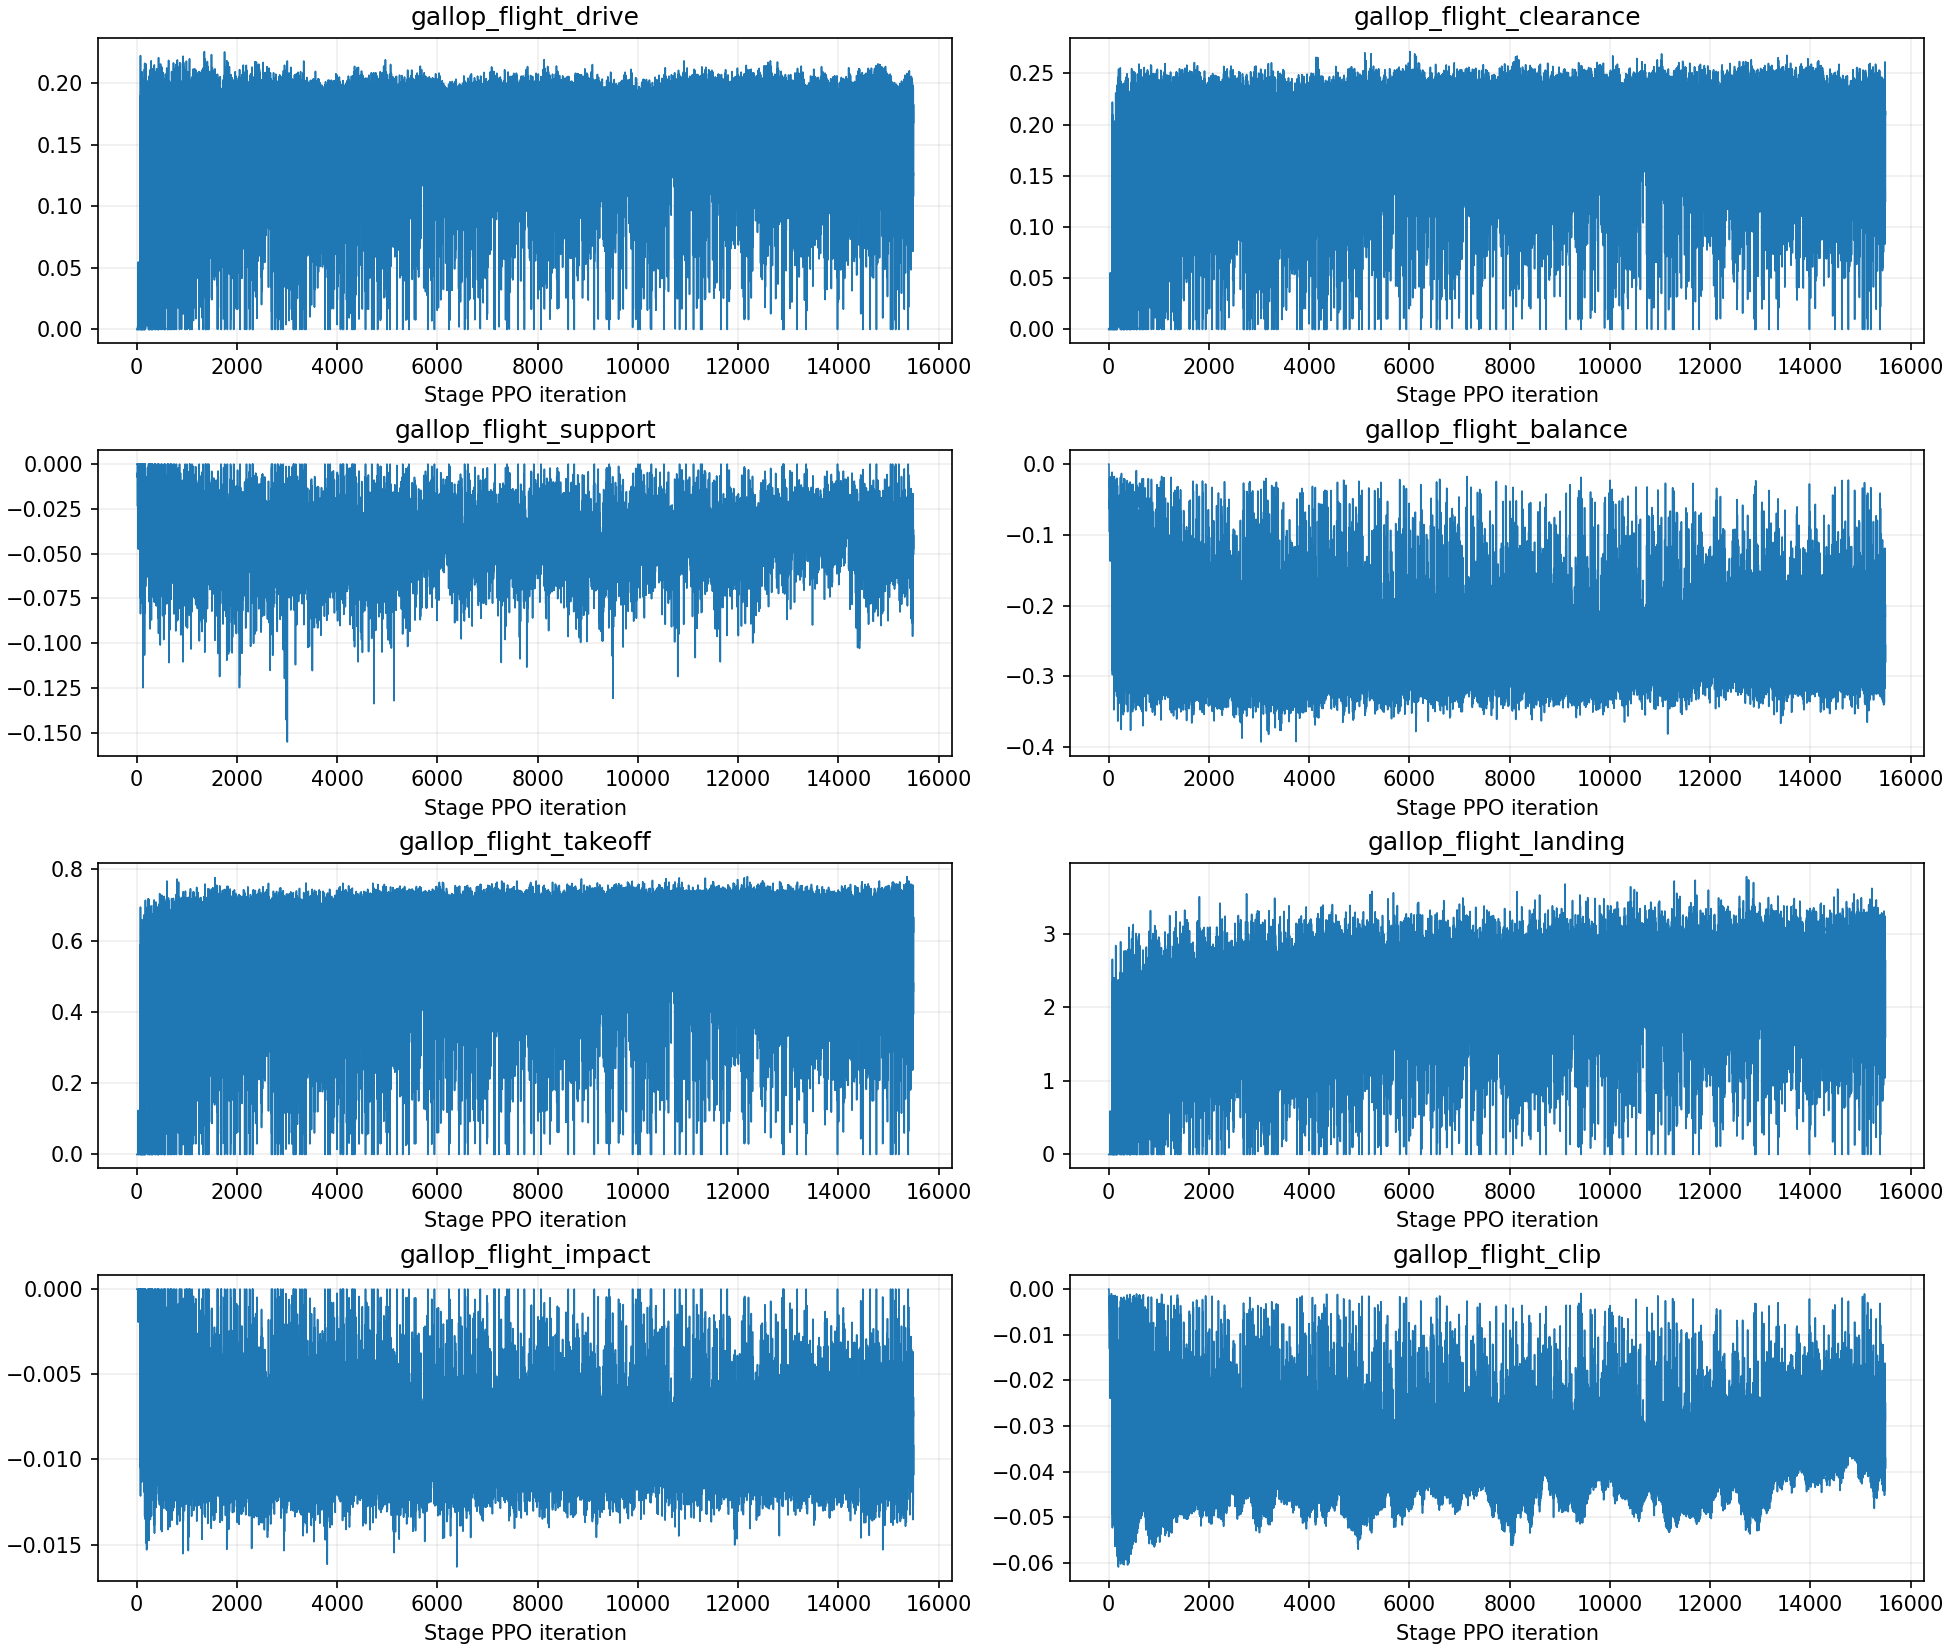 gallop_flight_drive
0.20
0.15
0.10
0.05
0.00
0 2000 4000 6000 8000 10000 12000 14000 16000
Stage PPO iteration
gallop_flight_clearance
0.25
0.20
0.15
0.10
0.05
0.00
0 2000 4000 6000 8000 10000 12000 14000 16000
Stage PPO iteration
gallop_flight_support
0.000
−0.025
−0.050
−0.075
−0.100
−0.125
−0.150
0 2000 4000 6000 8000 10000 12000 14000 16000
Stage PPO iteration
gallop_flight_balance
0.0
−0.1
−0.2
−0.3
−0.4
0 2000 4000 6000 8000 10000 12000 14000 16000
Stage PPO iteration
gallop_flight_takeoff
0.8
0.6
0.4
0.2
0.0
0 2000 4000 6000 8000 10000 12000 14000 16000
Stage PPO iteration
gallop_flight_landing
3
2
1
0
0 2000 4000 6000 8000 10000 12000 14000 16000
Stage PPO iteration
gallop_flight_impact
0.000
−0.005
−0.010
−0.015
0 2000 4000 6000 8000 10000 12000 14000 16000
Stage PPO iteration
gallop_flight_clip
0.00
−0.01
−0.02
−0.03
−0.04
−0.05
−0.06
0 2000 4000 6000 8000 10000 12000 14000 16000
Stage PPO iteration